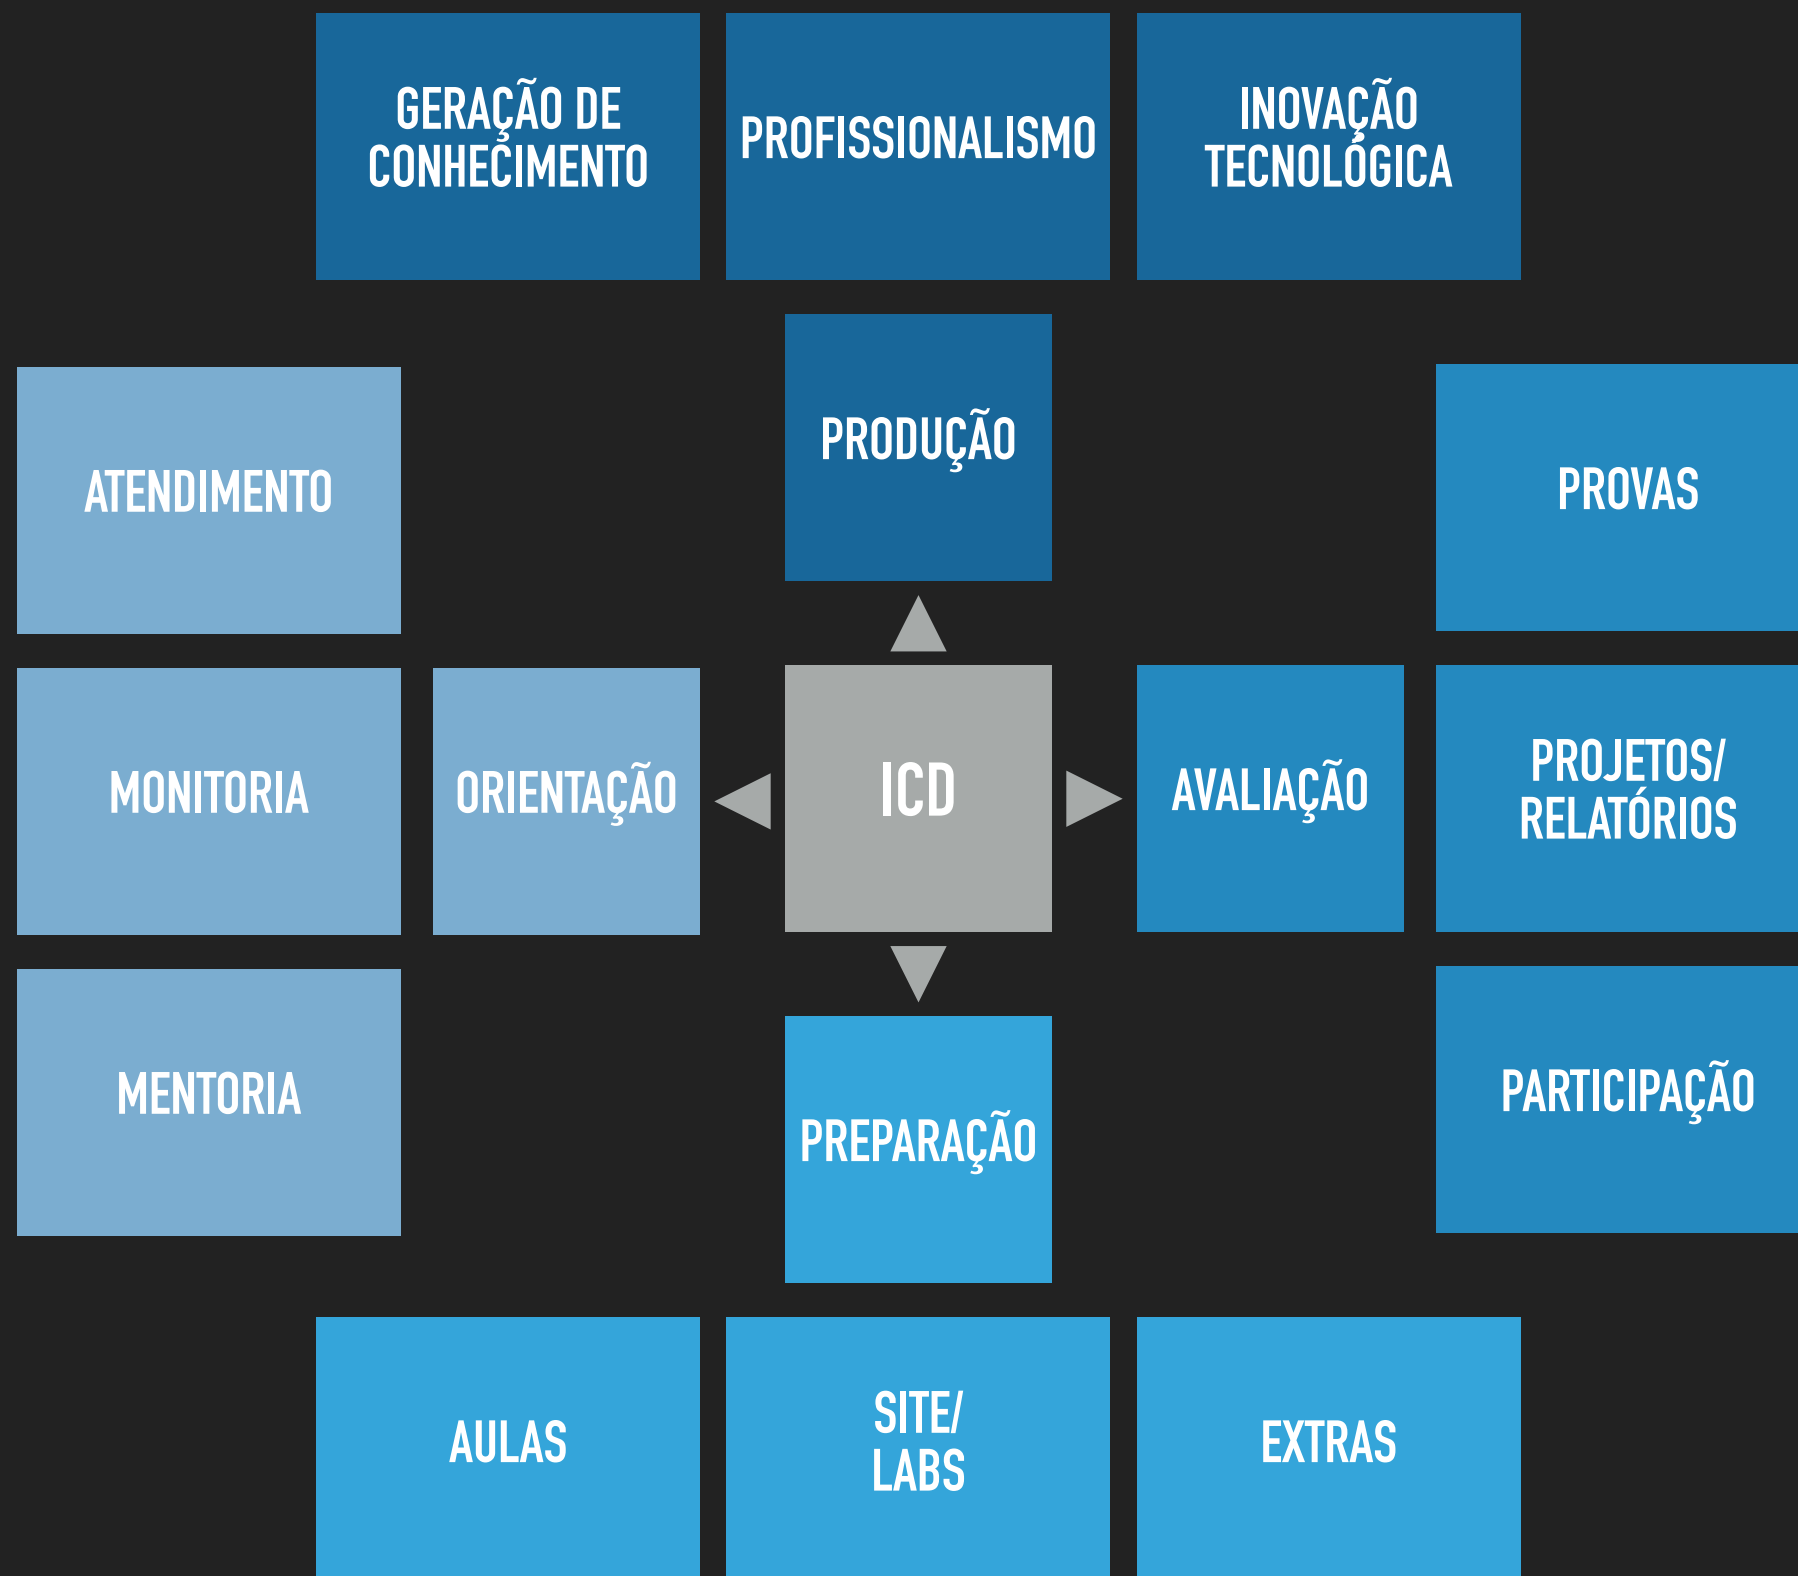 GERAÇÃO DE
CONHECIMENTO
PROFISSIONALISMO
INOVAÇÃO
TECNOLÓGICA
PRODUÇÃO
ATENDIMENTO
PROVAS
MONITORIA
ORIENTAÇÃO
ICD
AVALIAÇÃO
PROJETOS/
RELATÓRIOS
MENTORIA
PREPARAÇÃO
PARTICIPAÇÃO
AULAS
SITE/
LABS
EXTRAS